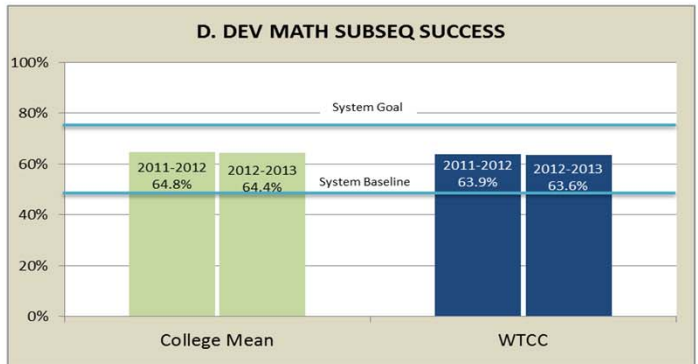 D. DEV MATH SUBSEQ SUCCESS
100%
80%
60%
40%
20%
0%
System Goal
System Baseline
2011-2012
64.8%
2012-2013
64.4%
2011-2012
63.9%
2012-2013
63.6%
College Mean
WTCC